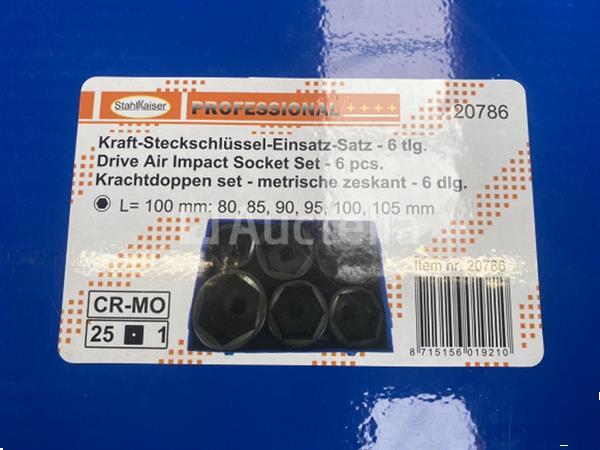 StahlKaiser PROFESSIONAL ++++ 20786
Kraft-Steckschlüssel-Einsatz-Satz - 6 tlg.
Drive Air Impact Socket Set - 6 pcs.
Krachtdoppen set - metrische zeskant - 6 dlg.
L= 100 mm: 80, 85, 90, 95, 100, 105 mm
Auctelia
Item nr. 20786
CR-MO
25 1
8 715156 019210